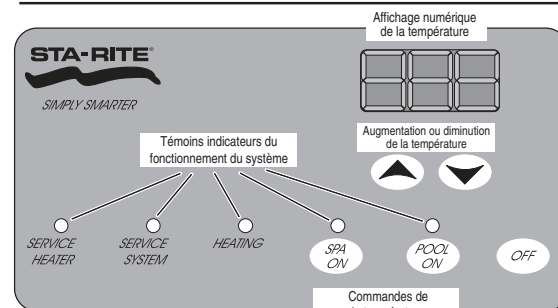 Affichage numérique
de la température
STA-RITE®
SIMPLY SMARTER
Augmentation ou diminution
de la température
Témoins indicateurs du
fonctionnement du système
SERVICE
HEATER
SERVICE
SYSTEM
HEATING
SPA
ON
POOL
ON
OFF
Commandes de